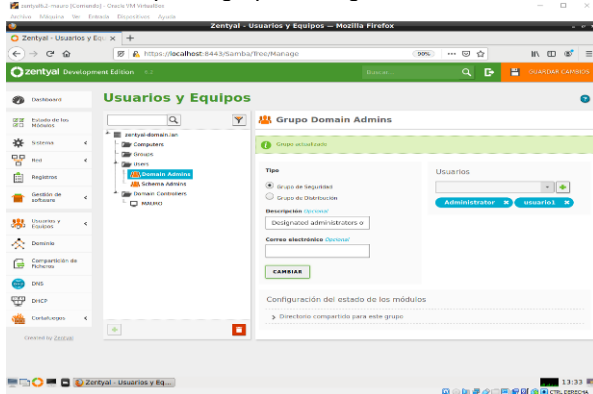 zentyal6.2-mauro [Corriendo] - Oracle VM VirtualBox
Archivo Máquina Ver Entrada Dispositivos Ayuda
Zentyal - Usuarios y Equipos — Mozilla Firefox
Zentyal - Usuarios y Equ
https://localhost:8443/Samba/Tree/Manage
90%
zentyal Development Edition 6.2
Buscar...
GUARDAR CAMBIOS
Dashboard
Estado de los Módulos
Sistema
Red
Registros
Gestión de software
Usuarios y Equipos
Dominio
Compartición de Ficheros
DNS
DHCP
Cortafuegos
Created by Zentyal
Usuarios y Equipos
zentyal-domain.lan
Computers
Groups
Users
Domain Admins
Schema Admins
Domain Controllers
MAURO
Grupo Domain Admins
Grupo actualizado
Tipo
Grupo de Seguridad
Grupo de Distribución
Descripción Opcional
Designated administrators o
Correo electrónico Opcional
CAMBIAR
Usuarios
Administrator x
usuario1 x
Configuración del estado de los módulos
Directorio compartido para este grupo
Zentyal - Usuarios y Eq...
13:33
CTRL DERECHA